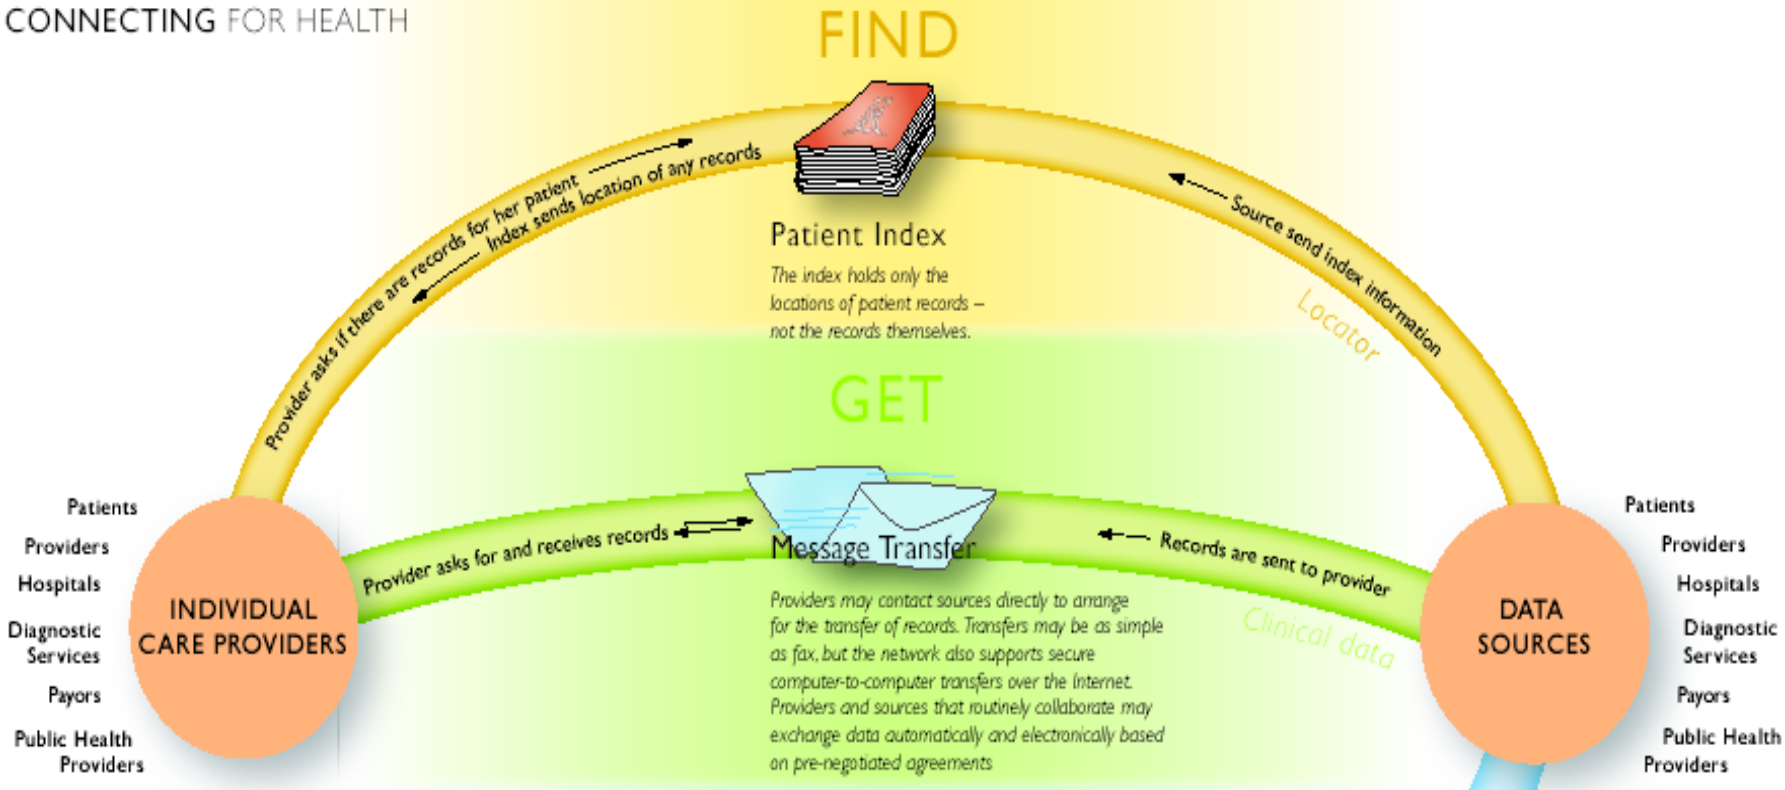 CONNECTING FOR HEALTH
FIND
Provider asks if there are records for her patient
Index sends location of any records
Source send index information
Locator
Patient Index
The index holds only the
locations of patient records –
not the records themselves.
GET
Provider asks for and receives records
Message Transfer
Records are sent to provider
Clinical data
Providers may contact sources directly to arrange
for the transfer of records. Transfers may be as simple
as fax, but the network also supports secure
computer-to-computer transfers over the Internet.
Providers and sources that routinely collaborate may
exchange data automatically and electronically based
on pre-negotiated agreements
Patients
Providers
Hospitals
Diagnostic
Services
Payors
Public Health
Providers
INDIVIDUAL
CARE PROVIDERS
DATA
SOURCES
Patients
Providers
Hospitals
Diagnostic
Services
Payors
Public Health
Providers